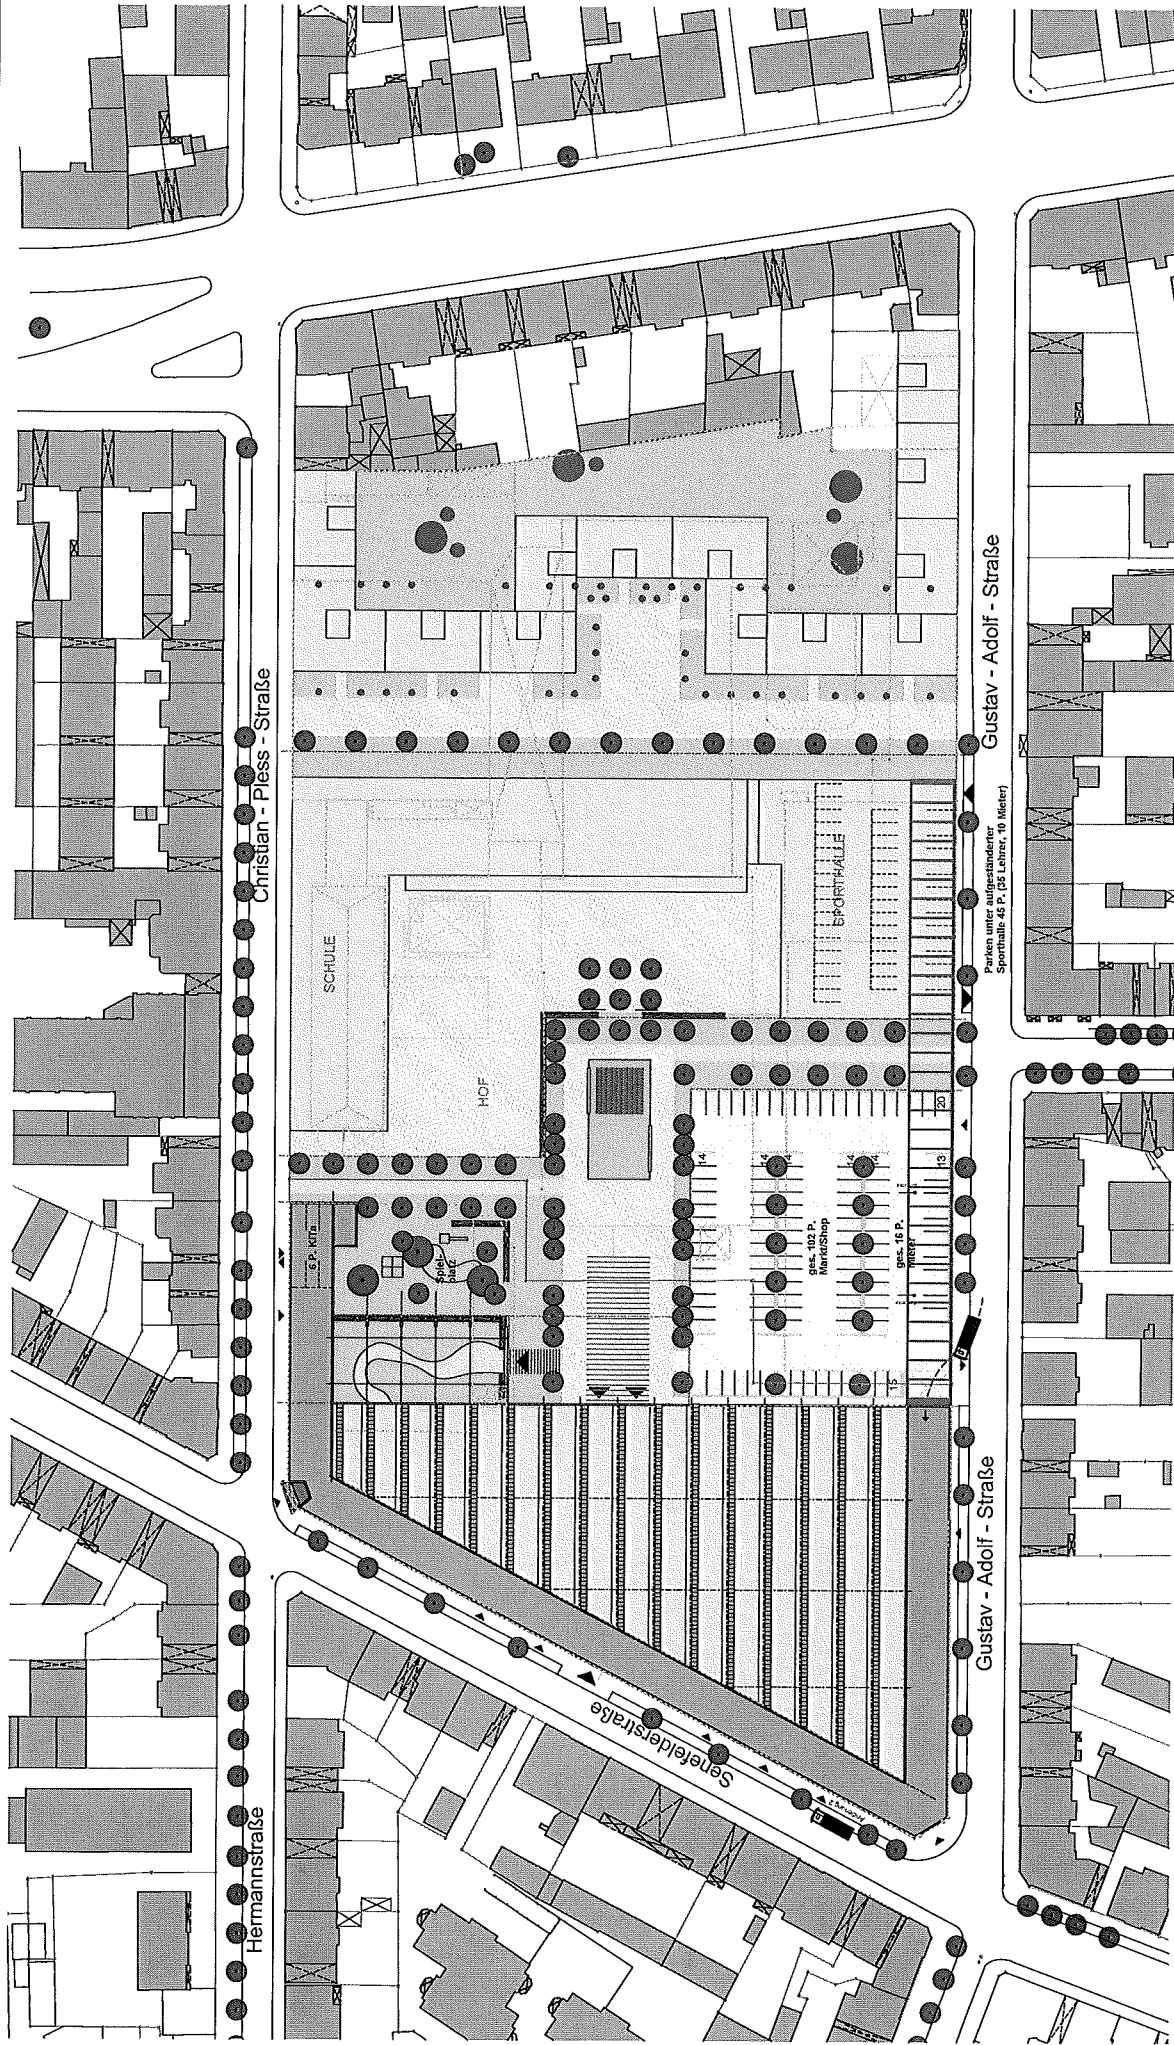 Gustav - Adolf - Straße
Christian - Pless - Straße
Parken unter aufgeständerter
Sporthalle 45 P. (35 Lehrer, 10 Mieter)
SPORTHALLE
SCHULE
HOF
20
14
14 14
14 14
13
6 P. KiTa
Spiel-
platz
ges. 102 P.
Markt/Shop
ges. 16 P.
Mieter
15
Gustav - Adolf - Straße
Senefelderstraße
Hermannstraße